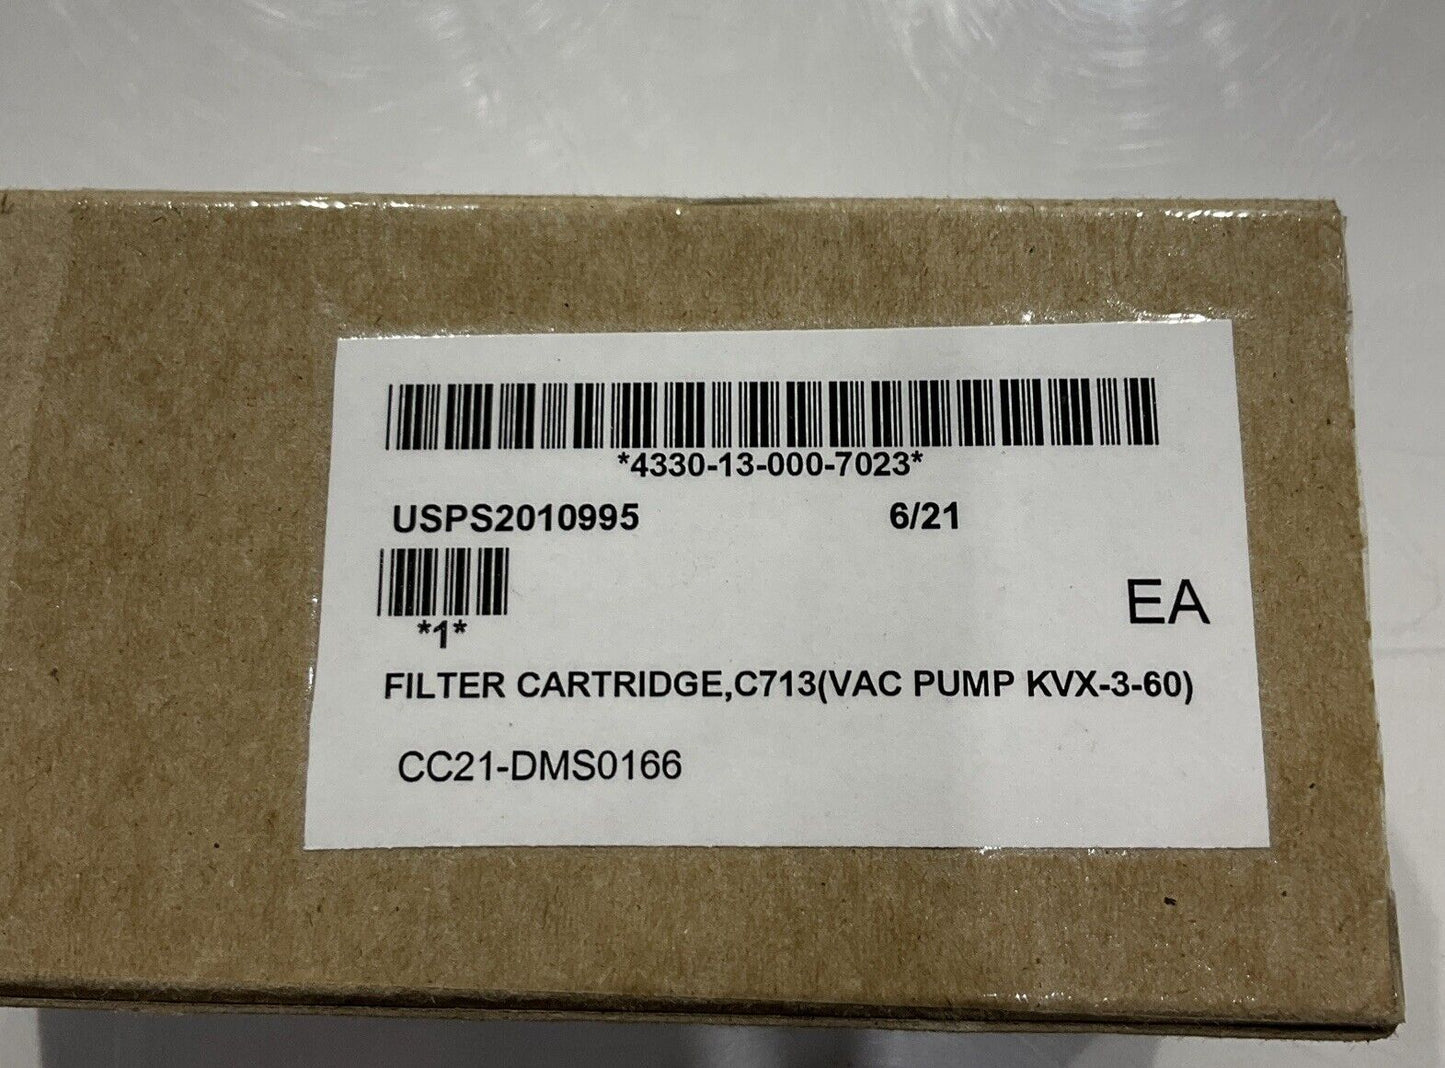 *4330-13-000-7023*
USPS2010995 6/21
*1*
EA
FILTER CARTRIDGE,C713(VAC PUMP KVX-3-60)
CC21-DMS0166